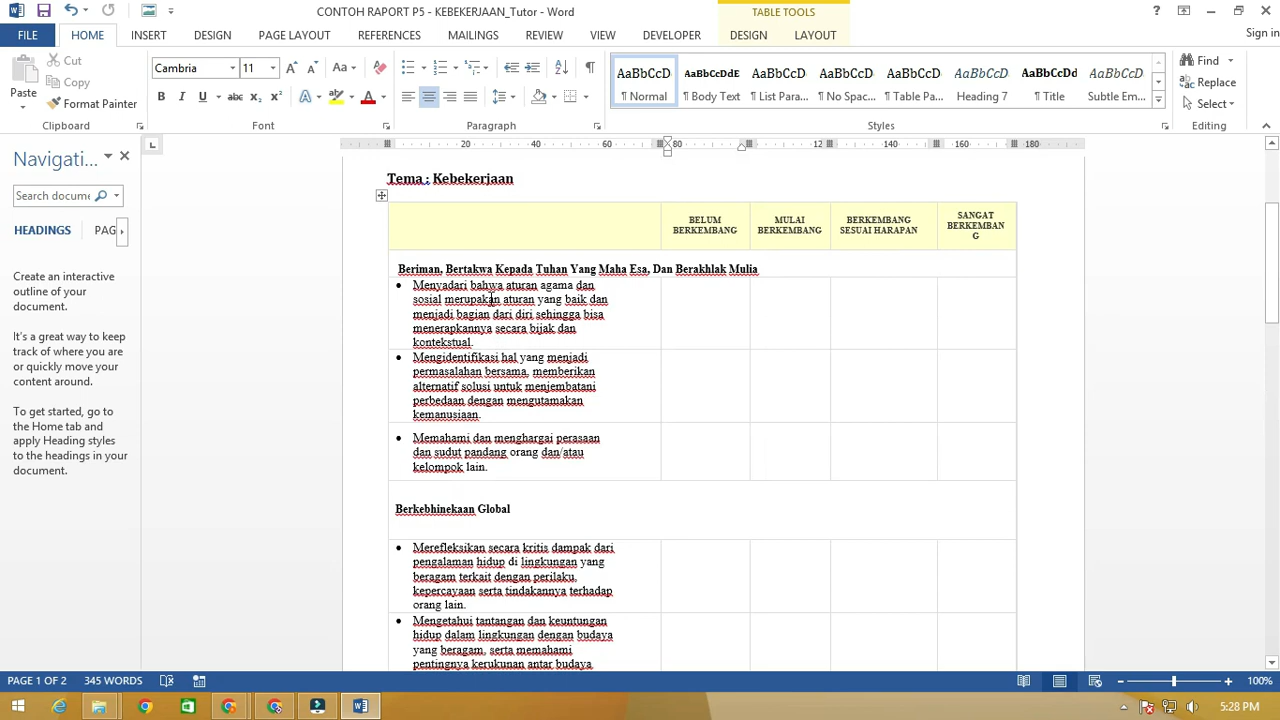 CONTOH RAPORT P5 - KEBEKERJAAN_Tutor - Word
TABLE TOOLS
Sign in
FILE HOME INSERT DESIGN PAGE LAYOUT REFERENCES MAILINGS REVIEW VIEW DEVELOPER DESIGN LAYOUT
Paste
Cut
Copy
Format Painter
Clipboard
Cambria 11
Font
Paragraph
AaBbCcD AaBbCcDdE AaBbCcD AaBbCcD AaBbCcD AaBbCcD AaBbCcDd AaBbCcD
¶ Normal ¶ Body Text ¶ List Para... ¶ No Spac... ¶ Table Pa... Heading 7 ¶ Title Subtle Em...
Styles
Find
Replace
Select
Editing
Navigati...
Search docume
HEADINGS PAG
Create an interactive
outline of your
document.
It's a great way to keep
track of where you are
or quickly move your
content around.
To get started, go to
the Home tab and
apply Heading styles
to the headings in your
document.
20 40 60 80 12 140 160 180
Tema : Kebekerjaan
BELUM
BERKEMBANG
MULAI
BERKEMBANG
BERKEMBANG
SESUAI HARAPAN
SANGAT
BERKEMBAN
G
Beriman, Bertakwa Kepada Tuhan Yang Maha Esa, Dan Berakhlak Mulia
• Menyadari bahwa aturan agama dan
sosial merupakan aturan yang baik dan
menjadi bagian dari diri sehingga bisa
menerapkannya secara bijak dan
kontekstual.
• Mengidentifikasi hal yang menjadi
permasalahan bersama, memberikan
alternatif solusi untuk menjembatani
perbedaan dengan mengutamakan
kemanusiaan.
• Memahami dan menghargai perasaan
dan sudut pandang orang dan/atau
kelompok lain.
Berkebhinekaan Global
• Merefleksikan secara kritis dampak dari
pengalaman hidup di lingkungan yang
beragam terkait dengan perilaku,
kepercayaan serta tindakannya terhadap
orang lain.
• Mengetahui tantangan dan keuntungan
hidup dalam lingkungan dengan budaya
yang beragam, serta memahami
pentingnya kerukunan antar budaya
PAGE 1 OF 2 345 WORDS
100%
5:28 PM